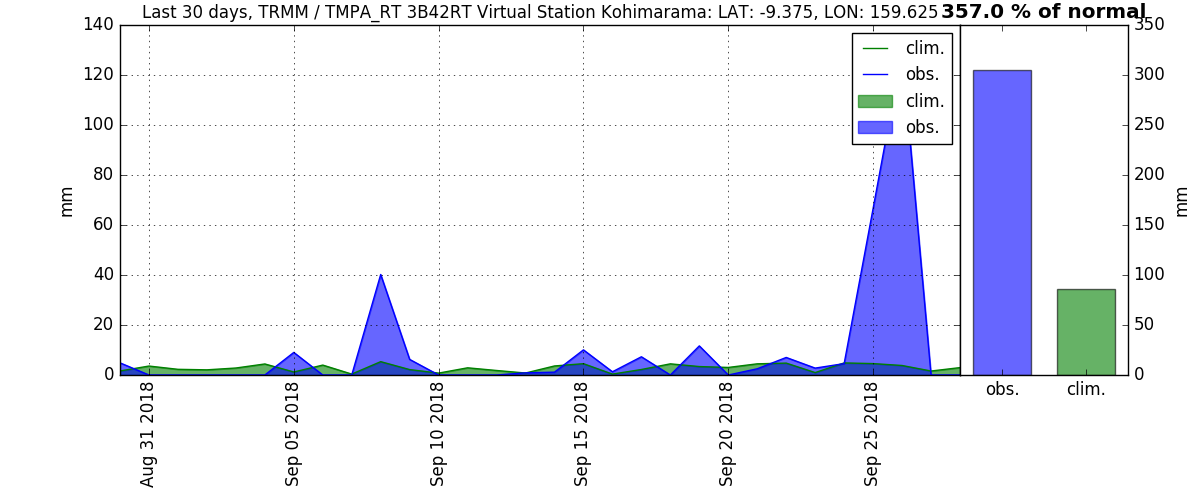 Last 30 days, TRMM / TMPA_RT 3B42RT Virtual Station Kohimarama: LAT: -9.375, LON: 159.625
357.0 % of normal
140
120
100
80
60
40
20
0
mm
clim.
obs.
clim.
obs.
350
300
250
200
150
100
50
0
mm
Aug 31 2018
Sep 05 2018
Sep 10 2018
Sep 15 2018
Sep 20 2018
Sep 25 2018
obs.
clim.